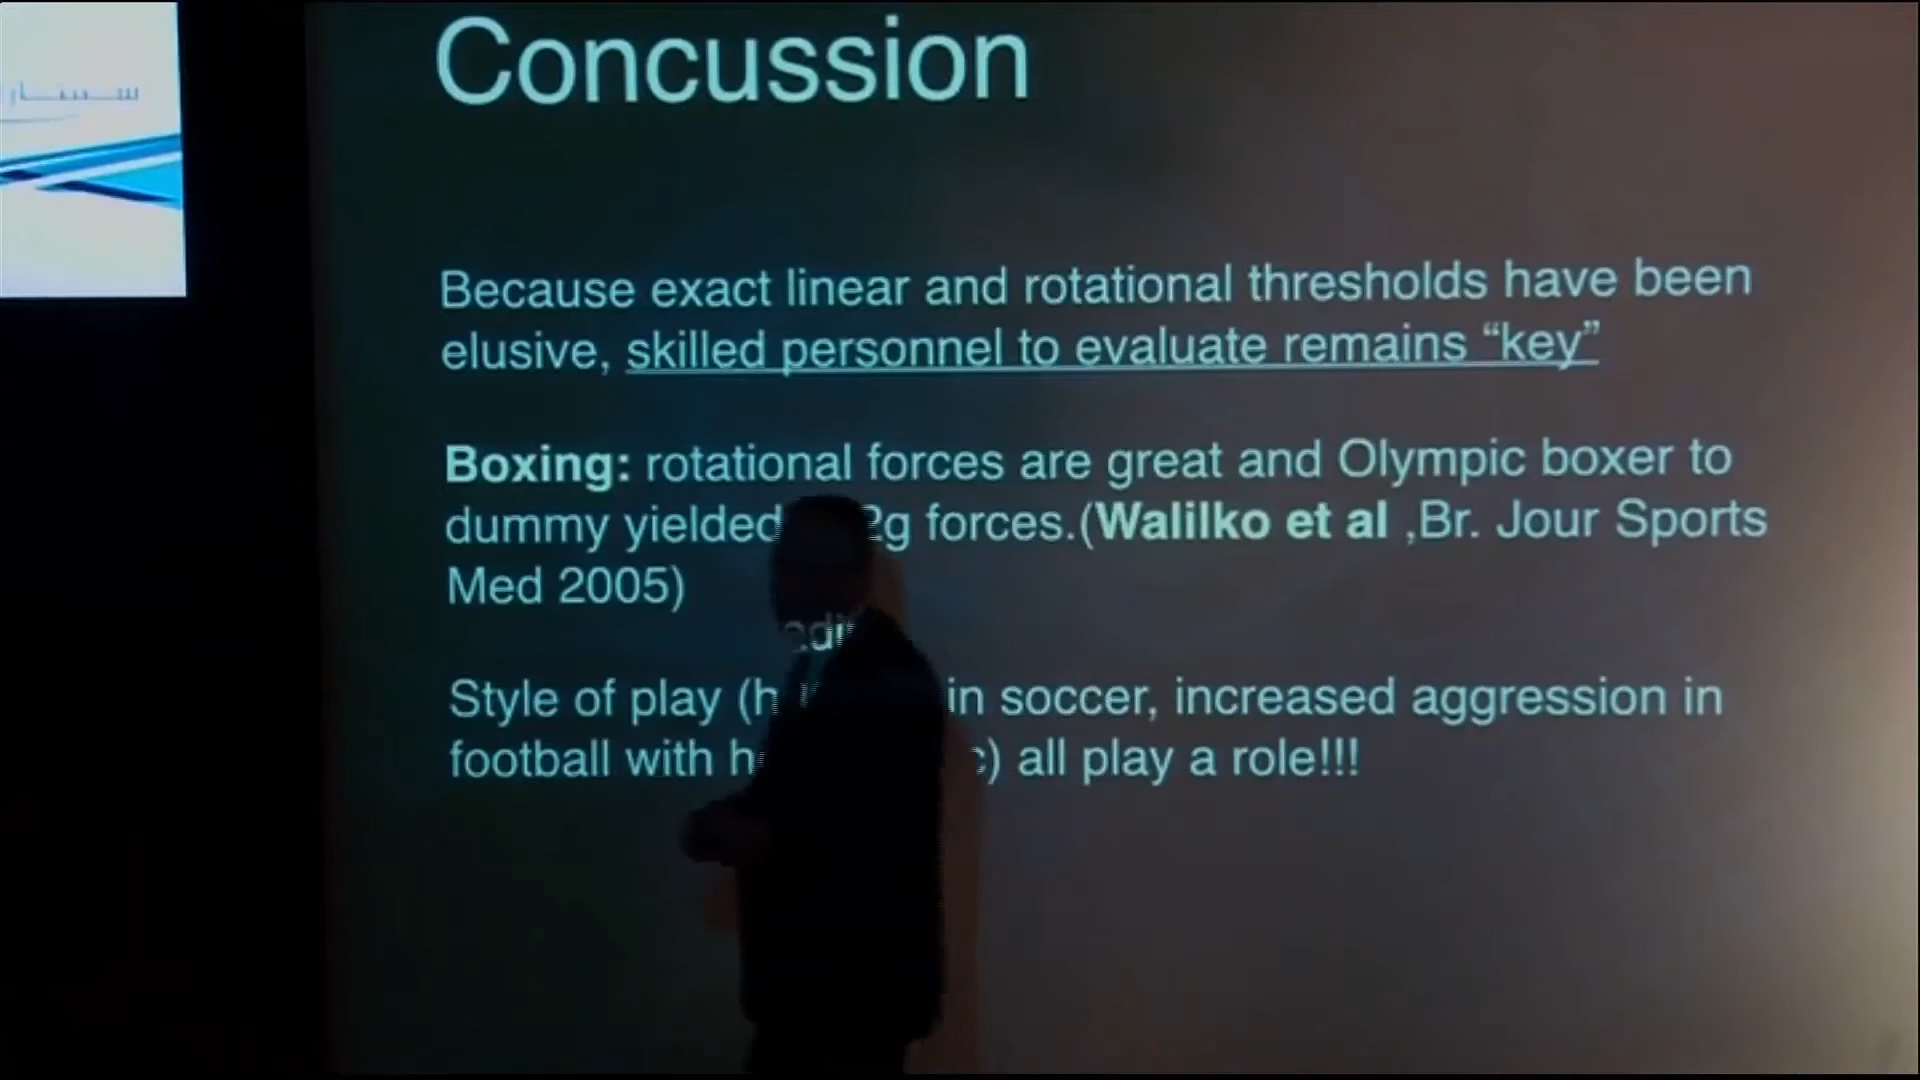 Concussion
Because exact linear and rotational thresholds have been
elusive, skilled personnel to evaluate remains “key”
Boxing: rotational forces are great and Olympic boxer to
dummy yielded forces.(Walilko et al ,Br. Jour Sports
Med 2005)
Style of play ( in soccer, increased aggression in
football with ) all play a role!!!